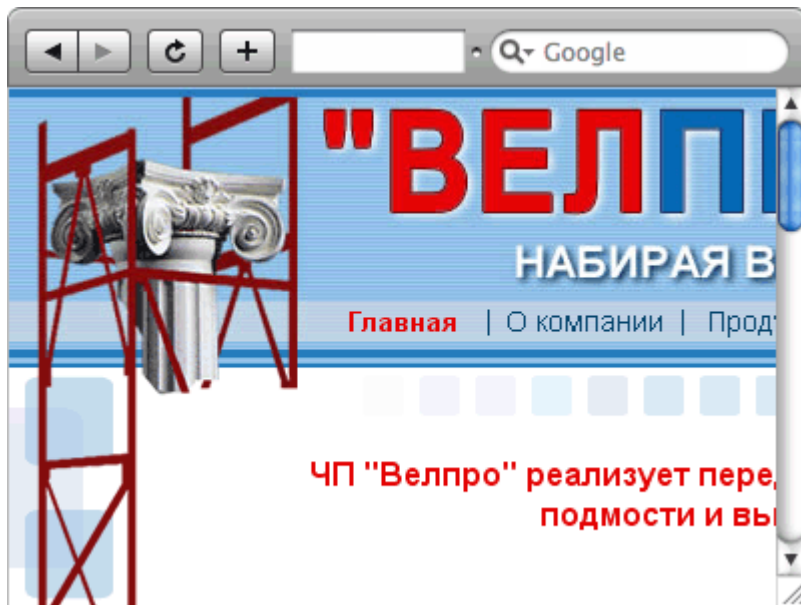 Google
"ВЕЛП
НАБИРАЯ В
Главная | О компании | Прод
ЧП "Велпро" реализует пере
подмости и вы